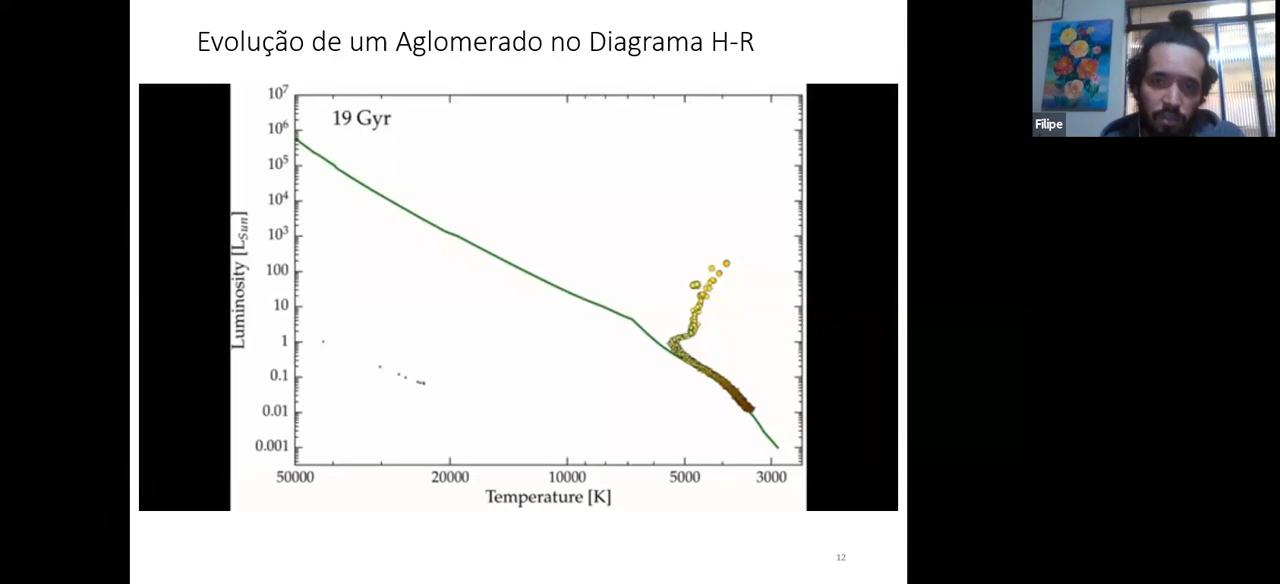 Evolução de um Aglomerado no Diagrama H-R
Filipe
19 Gyr
10⁷
10⁶
10⁵
10⁴
10³
100
10
1
0.1
0.01
0.001
Luminosity [L_Sun]
50000 20000 10000 5000 3000
Temperature [K]
12